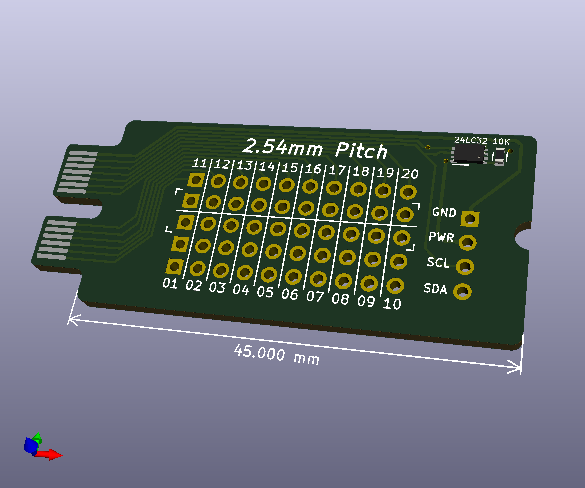 24LC32 10K
2.54mm Pitch
11 12 13 14 15 16 17 18 19 20
GND
PWR
SCL
SDA
01 02 03 04 05 06 07 08 09 10
45.000 mm